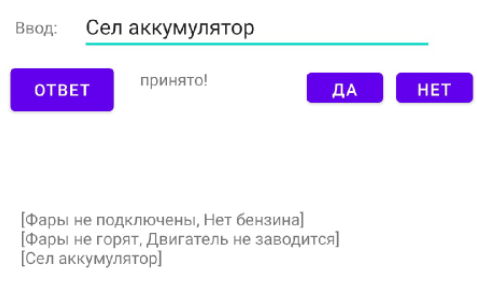 Ввод: Сел аккумулятор
ОТВЕТ принято! ДА НЕТ
[Фары не подключены, Нет бензина]
[Фары не горят, Двигатель не заводится]
[Сел аккумулятор]